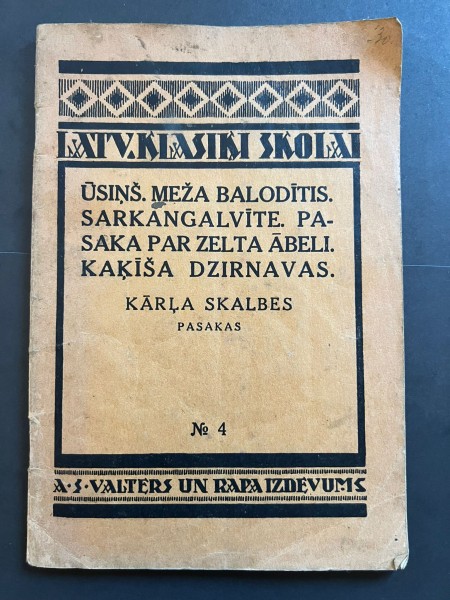 LATV. KLASIĶI SKOLAI
ŪSIŅŠ. MEŽA BALODĪTIS.
SARKANGALVĪTE. PA-
SAKA PAR ZELTA ĀBELI.
KAĶĪŠA DZIRNAVAS.
KĀRĻA SKALBES
PASAKAS
№ 4
A.S. VALTERS UN RAPA IZDEVUMS